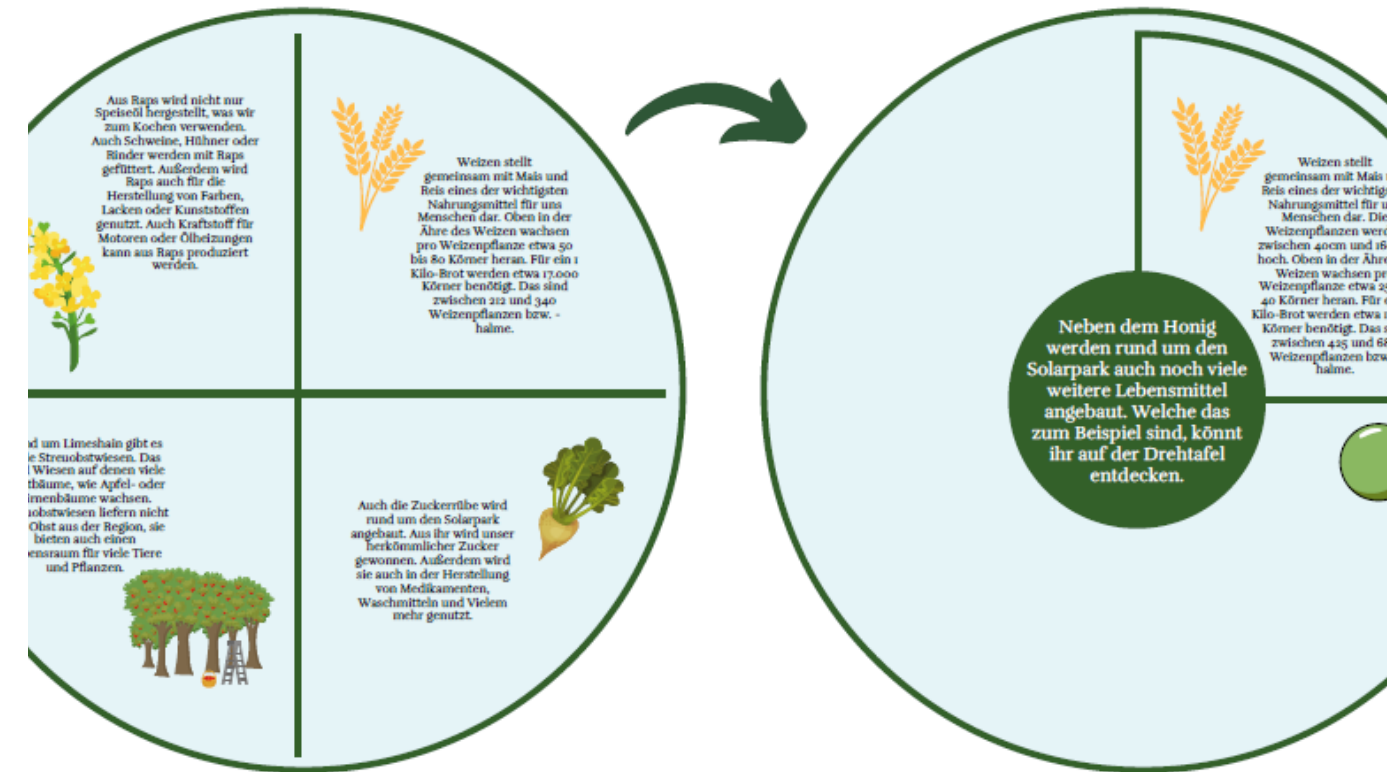 Aus Raps wird nicht nur
Speiseöl hergestellt, was wir
zum Kochen verwenden.
Auch Schweine, Hühner oder
Rinder werden mit Raps
gefüttert. Außerdem wird
Raps auch für die
Herstellung von Farben,
Lacken oder Kunststoffen
genutzt. Auch Kraftstoff für
Motoren oder Ölheizungen
kann aus Raps produziert
werden.
Weizen stellt
gemeinsam mit Mais und
Reis eines der wichtigsten
Nahrungsmittel für uns
Menschen dar. Oben in der
Ähre des Weizen wachsen
pro Weizenpflanze etwa 50
bis 80 Körner heran. Für ein 1
Kilo-Brot werden etwa 17.000
Körner benötigt. Das sind
zwischen 212 und 340
Weizenpflanzen bzw. -
halme.
um Limeshain gibt es
Streuobstwiesen. Das
Wiesen auf denen viele
wie Apfel- oder
wachsen.
liefern nicht
Obst aus der Region, sie
bieten auch einen
für viele Tiere
und Pflanzen.
Auch die Zuckerrübe wird
rund um den Solarpark
angebaut. Aus ihr wird unser
herkömmlicher Zucker
gewonnen. Außerdem wird
sie auch in der Herstellung
von Medikamenten,
Waschmitteln und Vielem
mehr genutzt.
Weizen stellt
gemeinsam mit Mais
Reis eines der
Nahrungsmittel für
Menschen dar. Die
Weizenpflanzen
zwischen 40cm und
hoch. Oben in der
Weizen wachsen
Weizenpflanze etwa
40 Körner heran. Für
Kilo-Brot werden etwa
Körner benötigt. Das
zwischen 425 und
Weizenpflanzen
halme.
Neben dem Honig
werden rund um den
Solarpark auch noch viele
weitere Lebensmittel
angebaut. Welche das
zum Beispiel sind, könnt
ihr auf der Drehtafel
entdecken.